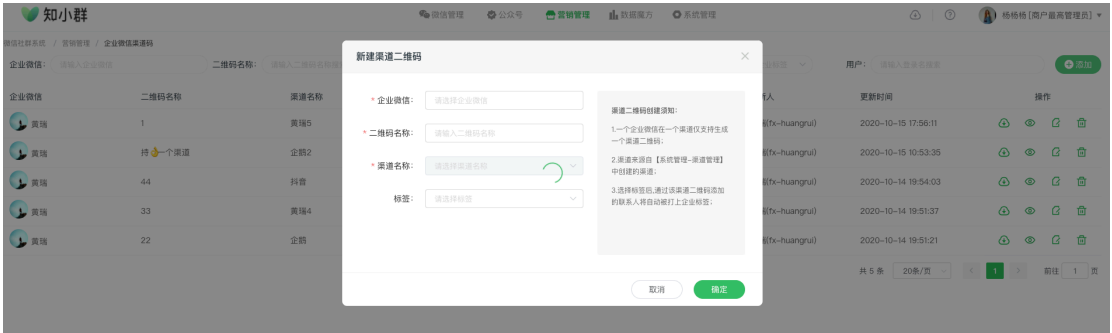 知小群
微信管理 公众号 营销管理 数据魔方 系统管理
杨杨杨[商户最高管理员]
微信社群系统 / 营销管理 / 企业微信渠道码
企业微信： 请输入企业微信 二维码名称： 请输入二维码名称搜 用户： 请输入登录名搜索 添加
企业微信 二维码名称 渠道名称 更新时间 操作
黄瑞 1 黄瑞5 (fx-huangrui) 2020-10-15 17:56:11
黄瑞 持👌一个渠道 企鹅2 2020-10-15 10:53:35
黄瑞 44 抖音 (fx-huangrui) 2020-10-14 19:54:03
黄瑞 33 黄瑞4 (fx-huangrui) 2020-10-14 19:51:37
黄瑞 22 企鹅 (fx-huangrui) 2020-10-14 19:51:21
共 5 条 20条/页 1 前往 1 页
新建渠道二维码
* 企业微信： 请选择企业微信
* 二维码名称： 请输入二维码名称
* 渠道名称： 请选择渠道名称
标签： 请选择标签
渠道二维码创建须知：
1.一个企业微信在一个渠道仅支持生成
一个渠道二维码；
2.渠道来源自【系统管理-渠道管理】
中创建的渠道；
3.选择标签后,通过该渠道二维码添加
的联系人将自动被打上企业标签；
取消 确定